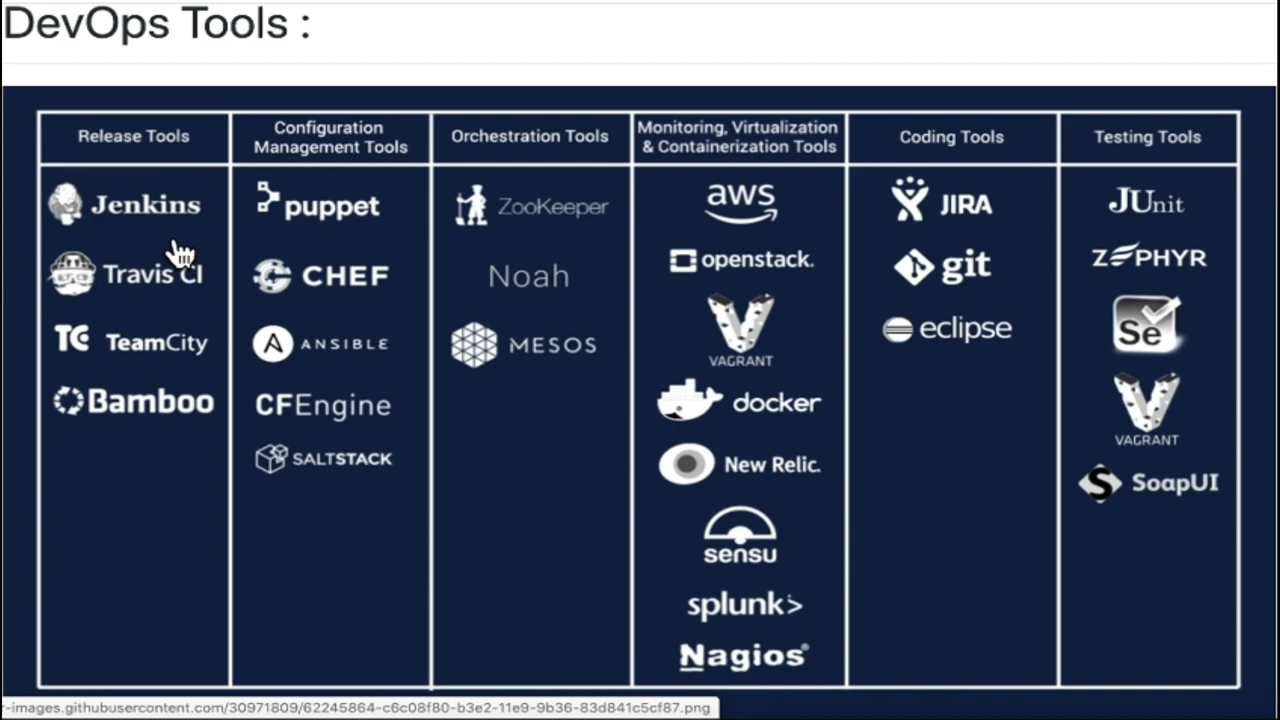 DevOps Tools :
Release Tools
Configuration
Management Tools
Orchestration Tools
Monitoring, Virtualization
& Containerization Tools
Coding Tools
Testing Tools
Jenkins
Travis CI
TC TeamCity
Bamboo
puppet
CHEF
A ANSIBLE
CFEngine
SALTSTACK
ZooKeeper
Noah
MESOS
aws
openstack.
V
VAGRANT
docker
New Relic.
sensu
splunk>
Nagios®
JIRA
git
eclipse
JUnit
ZEPHYR
Se
V
VAGRANT
S SoapUI
r-images.githubusercontent.com/30971809/62245864-c6c08f80-b3e2-11e9-9b36-83d841c5cf87.png